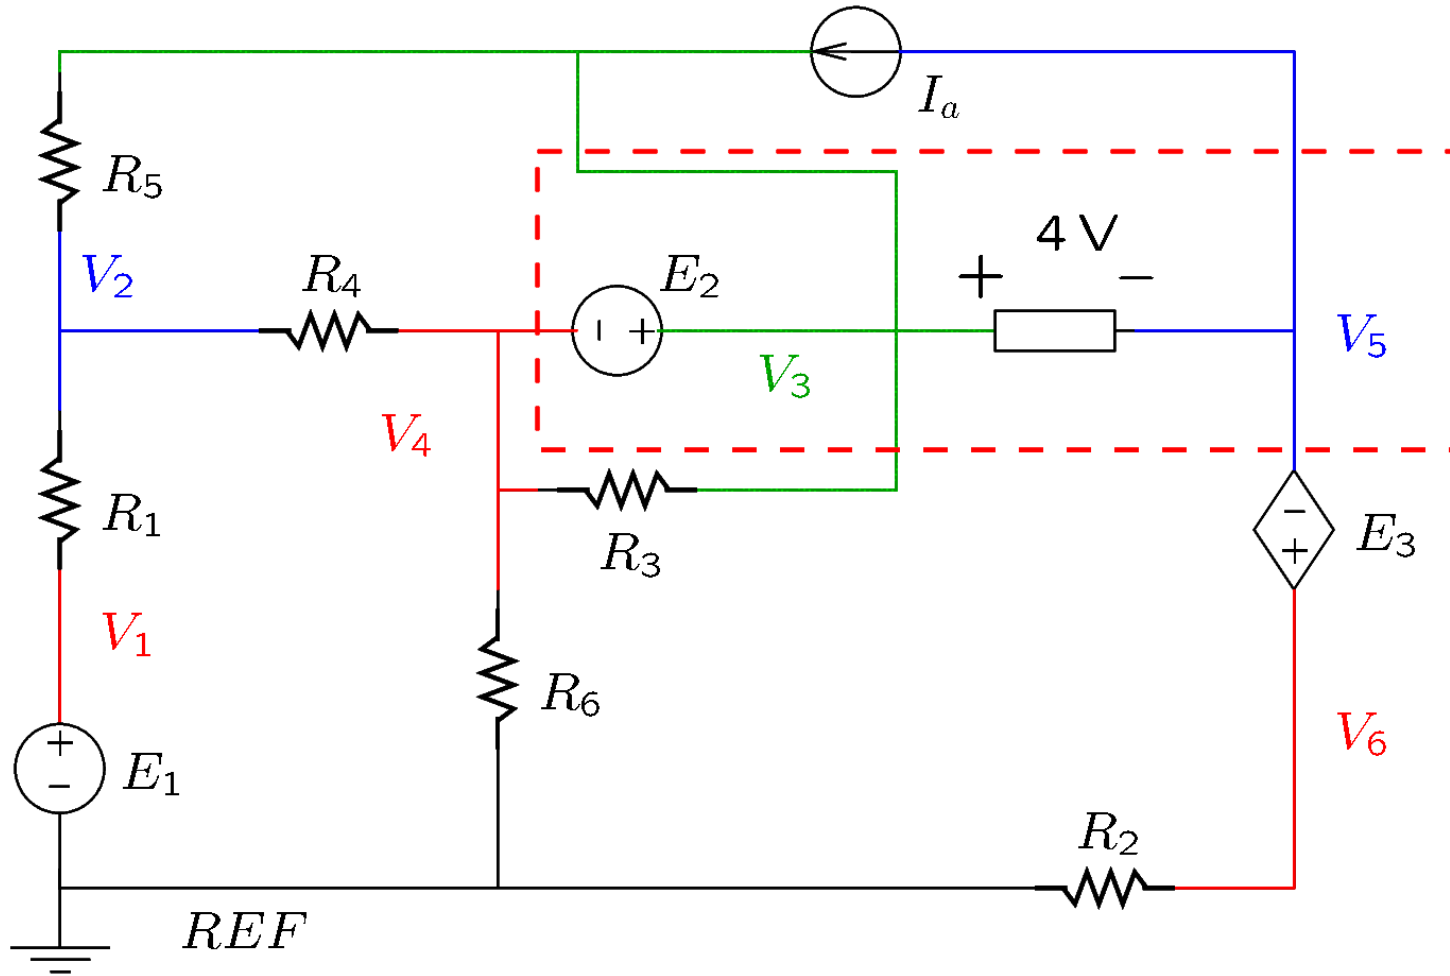 I_a
R_5
4 V
+ −
V_2
R_4
E_2
− +
V_5
V_3
V_4
R_1
R_3
−
+
E_3
V_1
R_6
V_6
+
−
E_1
R_2
REF